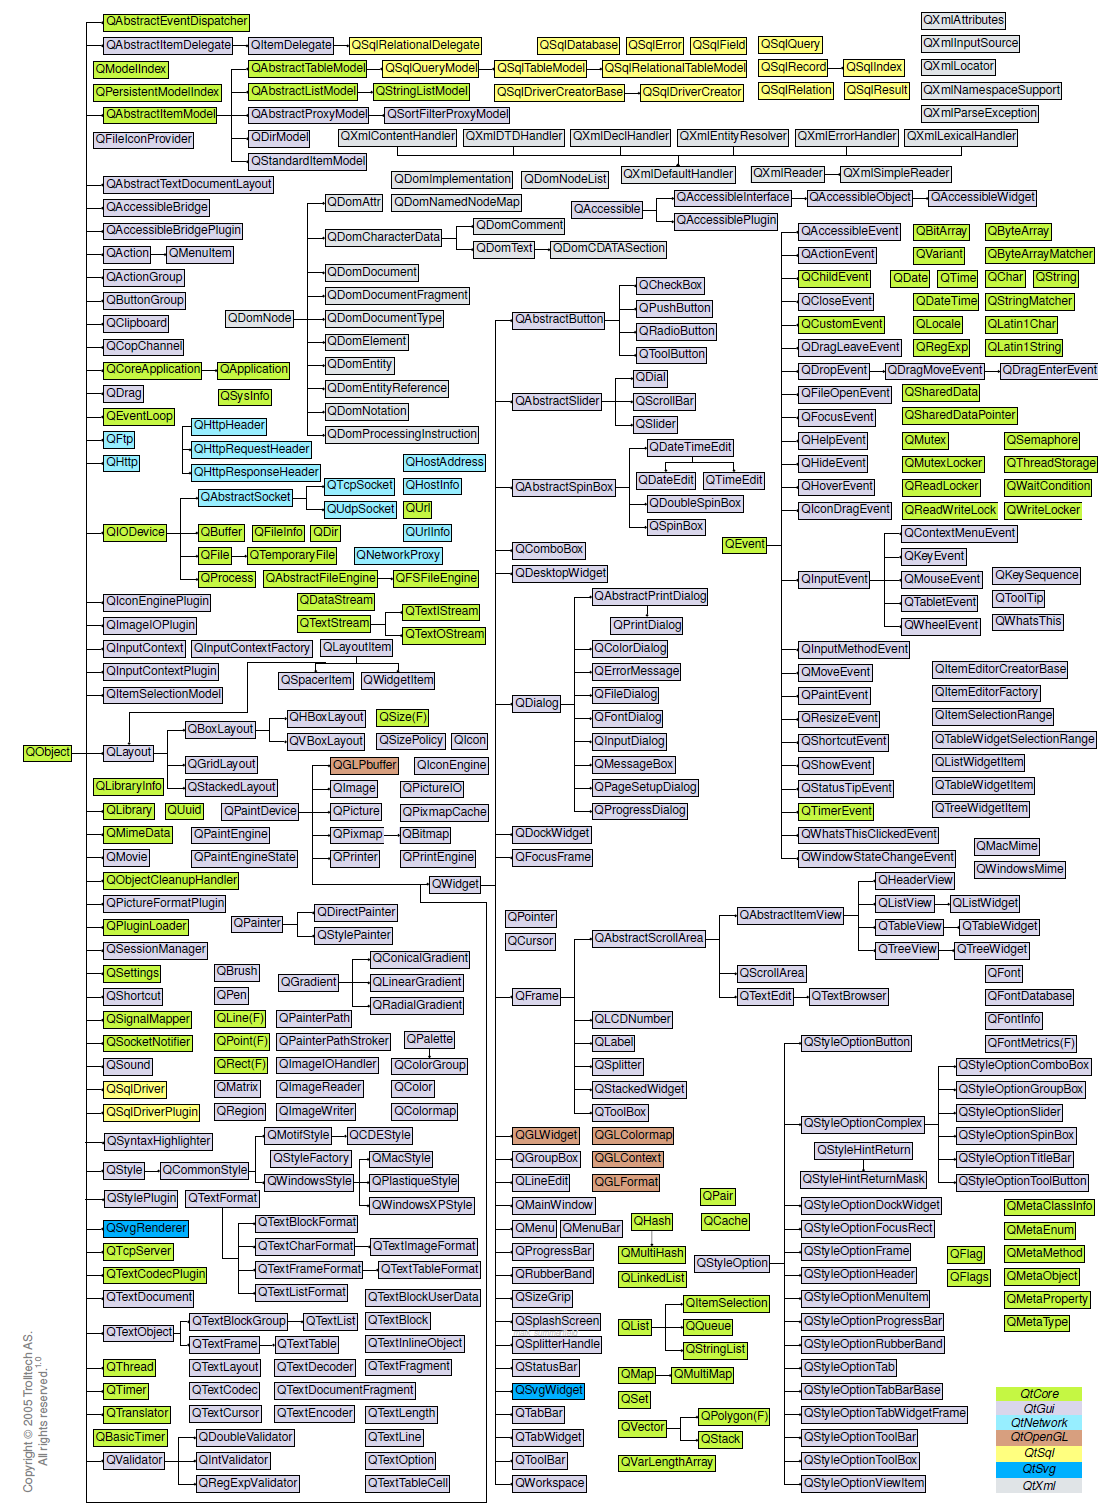 QAbstractEventDispatcher
QAbstractItemDelegate QItemDelegate QSqlRelationalDelegate
QModelIndex QAbstractTableModel QSqlQueryModel QSqlTableModel QSqlRelationalTableModel
QPersistentModelIndex QAbstractListModel QStringListModel QSqlDriverCreatorBase QSqlDriverCreator
QAbstractItemModel QAbstractProxyModel QSortFilterProxyModel
QFileIconProvider QDirModel
QStandardItemModel
QSqlDatabase QSqlError QSqlField QSqlQuery
QSqlRecord QSqlIndex
QSqlRelation QSqlResult
QXmlAttributes
QXmlInputSource
QXmlLocator
QXmlNamespaceSupport
QXmlParseException
QXmlContentHandler QXmlDTDHandler QXmlDeclHandler QXmlEntityResolver QXmlErrorHandler QXmlLexicalHandler
QXmlDefaultHandler QXmlReader QXmlSimpleReader
QAbstractTextDocumentLayout
QAccessibleBridge
QAccessibleBridgePlugin
QAction QMenuItem
QActionGroup
QButtonGroup
QClipboard
QCopChannel
QCoreApplication QApplication
QDrag QSysInfo
QEventLoop
QFtp
QHttp
QHttpHeader
QHttpRequestHeader
QHttpResponseHeader
QDomImplementation QDomNodeList
QDomAttr QDomNamedNodeMap
QDomCharacterData QDomComment
QDomText QDomCDATASection
QDomDocument
QDomDocumentFragment
QDomNode QDomDocumentType
QDomElement
QDomEntity
QDomEntityReference
QDomNotation
QDomProcessingInstruction
QAccessible QAccessibleInterface QAccessibleObject QAccessibleWidget
QAccessiblePlugin
QHostAddress
QAbstractSocket QTcpSocket QHostInfo
QUdpSocket QUrl
QIODevice QBuffer QFileInfo QDir QUrlInfo
QFile QTemporaryFile QNetworkProxy
QProcess QAbstractFileEngine QFSFileEngine
QIconEnginePlugin QDataStream
QImageIOPlugin QTextStream QTextIStream
QTextOStream
QInputContext QInputContextFactory QLayoutItem
QInputContextPlugin QSpacerItem QWidgetItem
QItemSelectionModel
QObject QLayout QBoxLayout QHBoxLayout QSize(F)
QVBoxLayout QSizePolicy QIcon
QGridLayout
QLibraryInfo QStackedLayout
QLibrary QUuid QPaintDevice
QMimeData QPaintEngine
QMovie QPaintEngineState
QGLPbuffer QIconEngine
QImage QPictureIO
QPicture QPixmapCache
QPixmap QBitmap
QPrinter QPrintEngine
QWidget
QObjectCleanupHandler
QPictureFormatPlugin
QPluginLoader
QSessionManager
QSettings
QShortcut
QSignalMapper
QSocketNotifier
QSound
QSqlDriver
QSqlDriverPlugin
QPainter QDirectPainter
QStylePainter
QBrush QGradient QConicalGradient
QLinearGradient
QRadialGradient
QPen
QLine(F) QPainterPath
QPoint(F) QPainterPathStroker QPalette
QRect(F) QImageIOHandler QColorGroup
QMatrix QImageReader QColor
QRegion QImageWriter QColormap
QSyntaxHighlighter QMotifStyle QCDEStyle
QStyle QCommonStyle QStyleFactory QMacStyle
QWindowsStyle QPlastiqueStyle
QWindowsXPStyle
QStylePlugin QTextFormat
QSvgRenderer QTextBlockFormat
QTcpServer QTextCharFormat QTextImageFormat
QTextCodecPlugin QTextFrameFormat QTextTableFormat
QTextDocument QTextListFormat QTextBlockUserData
QTextObject QTextBlockGroup QTextList QTextBlock
QTextFrame QTextTable QTextInlineObject
QThread QTextLayout QTextDecoder QTextFragment
QTimer QTextCodec QTextDocumentFragment
QTranslator QTextCursor QTextEncoder QTextLength
QBasicTimer QDoubleValidator QTextLine
QValidator QIntValidator QTextOption
QRegExpValidator QTextTableCell
QAbstractButton QCheckBox
QPushButton
QRadioButton
QToolButton
QAbstractSlider QDial
QScrollBar
QSlider
QAbstractSpinBox QDateTimeEdit
QDateEdit QTimeEdit
QDoubleSpinBox
QSpinBox
QComboBox
QDesktopWidget
QDialog QAbstractPrintDialog
QPrintDialog
QColorDialog
QErrorMessage
QFileDialog
QFontDialog
QInputDialog
QMessageBox
QPageSetupDialog
QProgressDialog
QDockWidget
QFocusFrame
QPointer
QCursor
QFrame QAbstractScrollArea QAbstractItemView
QHeaderView
QListView QListWidget
QTableView QTableWidget
QTreeView QTreeWidget
QScrollArea
QTextEdit QTextBrowser
QLCDNumber
QLabel
QSplitter
QStackedWidget
QToolBox
QGLWidget QGLColormap
QGroupBox QGLContext
QLineEdit QGLFormat
QMainWindow
QMenu QMenuBar
QProgressBar
QRubberBand
QSizeGrip
QSplashScreen
QSplitterHandle
QStatusBar
QSvgWidget
QTabBar
QTabWidget
QToolBar
QWorkspace
QPair
QHash QCache
QMultiHash
QLinkedList
QList QItemSelection
QQueue
QStringList
QMap QMultiMap
QSet
QVector QPolygon(F)
QStack
QVarLengthArray
QEvent
QAccessibleEvent QBitArray QByteArray
QActionEvent QVariant QByteArrayMatcher
QChildEvent QDate QTime QChar QString
QCloseEvent QDateTime QStringMatcher
QCustomEvent QLocale QLatin1Char
QDragLeaveEvent QRegExp QLatin1String
QDropEvent QDragMoveEvent QDragEnterEvent
QFileOpenEvent QSharedData
QFocusEvent QSharedDataPointer
QHelpEvent QMutex QSemaphore
QHideEvent QMutexLocker QThreadStorage
QHoverEvent QReadLocker QWaitCondition
QIconDragEvent QReadWriteLock QWriteLocker
QInputEvent QContextMenuEvent
QKeyEvent
QMouseEvent QKeySequence
QTabletEvent QToolTip
QWheelEvent QWhatsThis
QInputMethodEvent
QMoveEvent QItemEditorCreatorBase
QPaintEvent QItemEditorFactory
QResizeEvent QItemSelectionRange
QShortcutEvent QTableWidgetSelectionRange
QShowEvent QListWidgetItem
QStatusTipEvent QTableWidgetItem
QTimerEvent QTreeWidgetItem
QWhatsThisClickedEvent QMacMime
QWindowStateChangeEvent QWindowsMime
QFont
QFontDatabase
QFontInfo
QFontMetrics(F)
QStyleOption
QStyleOptionButton
QStyleOptionComplex QStyleOptionComboBox
QStyleOptionGroupBox
QStyleOptionSlider
QStyleOptionSpinBox
QStyleOptionTitleBar
QStyleOptionToolButton
QStyleHintReturn
QStyleHintReturnMask
QStyleOptionDockWidget
QStyleOptionFocusRect
QStyleOptionFrame
QStyleOptionHeader
QStyleOptionMenuItem
QStyleOptionProgressBar
QStyleOptionRubberBand
QStyleOptionTab
QStyleOptionTabBarBase
QStyleOptionTabWidgetFrame
QStyleOptionToolBar
QStyleOptionToolBox
QStyleOptionViewItem
QFlag
QFlags
QMetaClassInfo
QMetaEnum
QMetaMethod
QMetaObject
QMetaProperty
QMetaType
QtCore
QtGui
QtNetwork
QtOpenGL
QtSql
QtSvg
QtXml
Copyright © 2005 Trolltech AS.
All rights reserved. 1.0